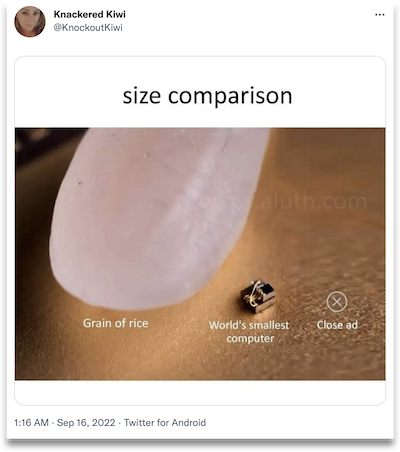 Knackered Kiwi
@KnockoutKiwi
size comparison
Grain of rice
World's smallest
computer
Close ad
1:16 AM · Sep 16, 2022 · Twitter for Android